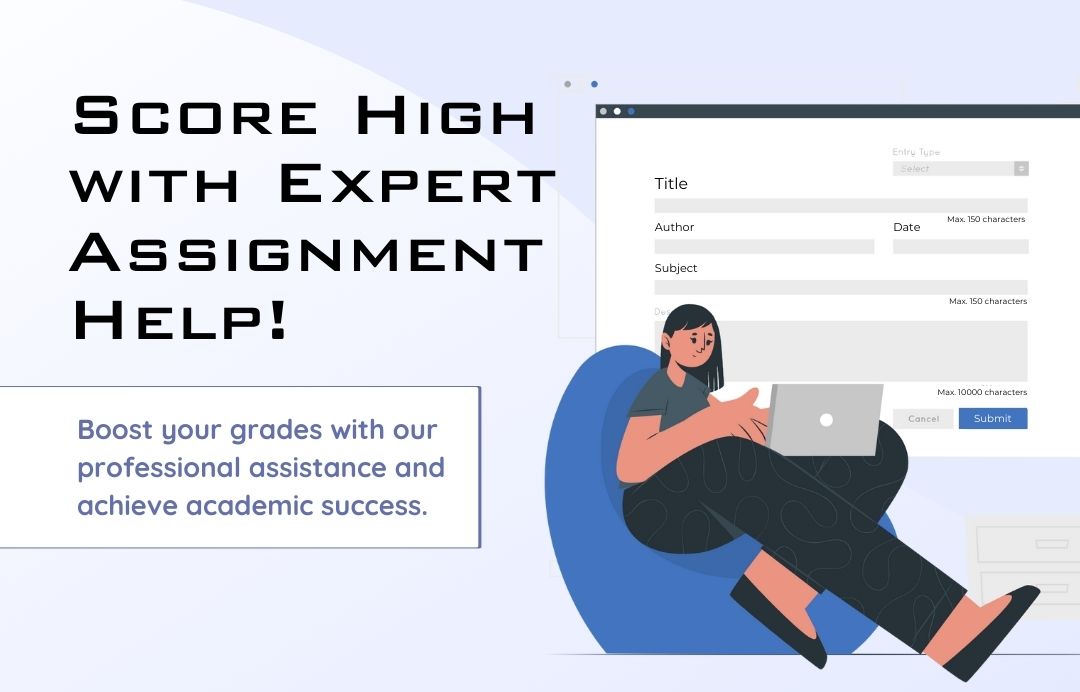 Score High
with Expert
Assignment
Help!
Boost your grades with our
professional assistance and
achieve academic success.
Entry Type
Select
Title
Max. 150 characters
Author
Date
Subject
Max. 150 characters
Max. 10000 characters
Cancel
Submit